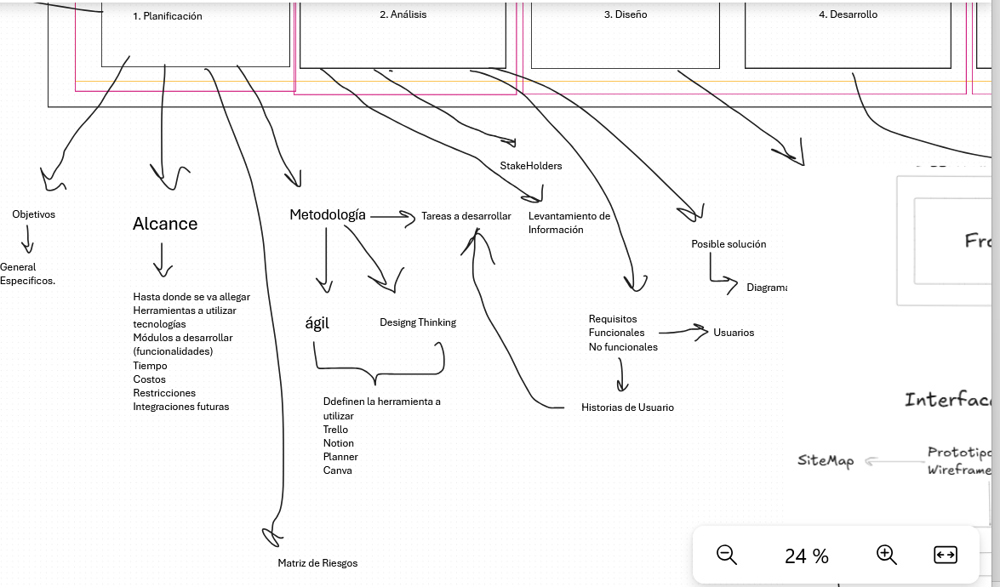 1. Planificación
2. Análisis
3. Diseño
4. Desarrollo
StakeHolders
Objetivos
Alcance
Metodología
Tareas a desarrollar
Levantamiento de
Información
Posible solución
General
Especificos.
Diagrama
Hasta donde se va allegar
Herramientas a utilizar
tecnologías
Módulos a desarrollar
(funcionalidades)
Tiempo
Costos
Restricciones
Integraciones futuras
ágil
Designg Thinking
Requisitos
Funcionales
No funcionales
Usuarios
Ddefinen la herramienta a
utilizar
Trello
Notion
Planner
Canva
Historias de Usuario
Interfac
SiteMap
Prototipo
Wireframe
Matriz de Riesgos
24 %